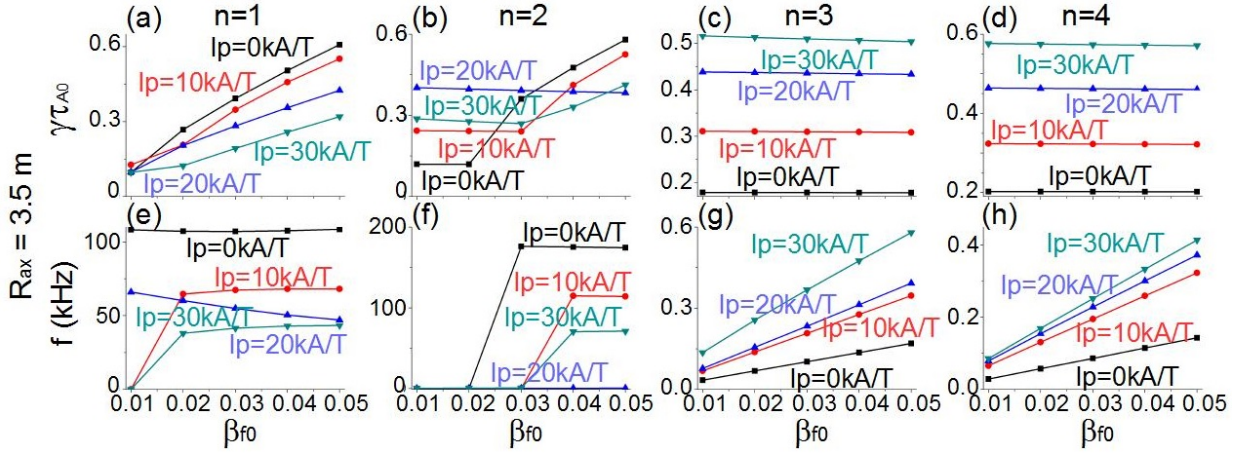 (a) n=1 (b) n=2 (c) n=3 (d) n=4
Rax = 3.5 m
γτA0
0.6
0.3
0
Ip=0kA/T
Ip=10kA/T
Ip=30kA/T
Ip=20kA/T
0.6
0.3
0
Ip=20kA/T
Ip=30kA/T
Ip=10kA/T
Ip=0kA/T
0.5
0.4
0.3
0.2
Ip=30kA/T
Ip=20kA/T
Ip=10kA/T
Ip=0kA/T
0.6
0.4
0.2
Ip=30kA/T
Ip=20kA/T
Ip=10kA/T
Ip=0kA/T
(e) (f) (g) (h)
f (kHz)
100
50
0
Ip=0kA/T
Ip=10kA/T
Ip=30kA/T
Ip=20kA/T
0.01 0.02 0.03 0.04 0.05
βf0
200
100
0
Ip=0kA/T
Ip=10kA/T
Ip=30kA/T
Ip=20kA/T
0.01 0.02 0.03 0.04 0.05
βf0
0.6
0.3
0.0
Ip=30kA/T
Ip=20kA/T
Ip=10kA/T
Ip=0kA/T
0.01 0.02 0.03 0.04 0.05
βf0
0.4
0.2
0.0
Ip=30kA/T
Ip=20kA/T
Ip=10kA/T
Ip=0kA/T
0.01 0.02 0.03 0.04 0.05
βf0